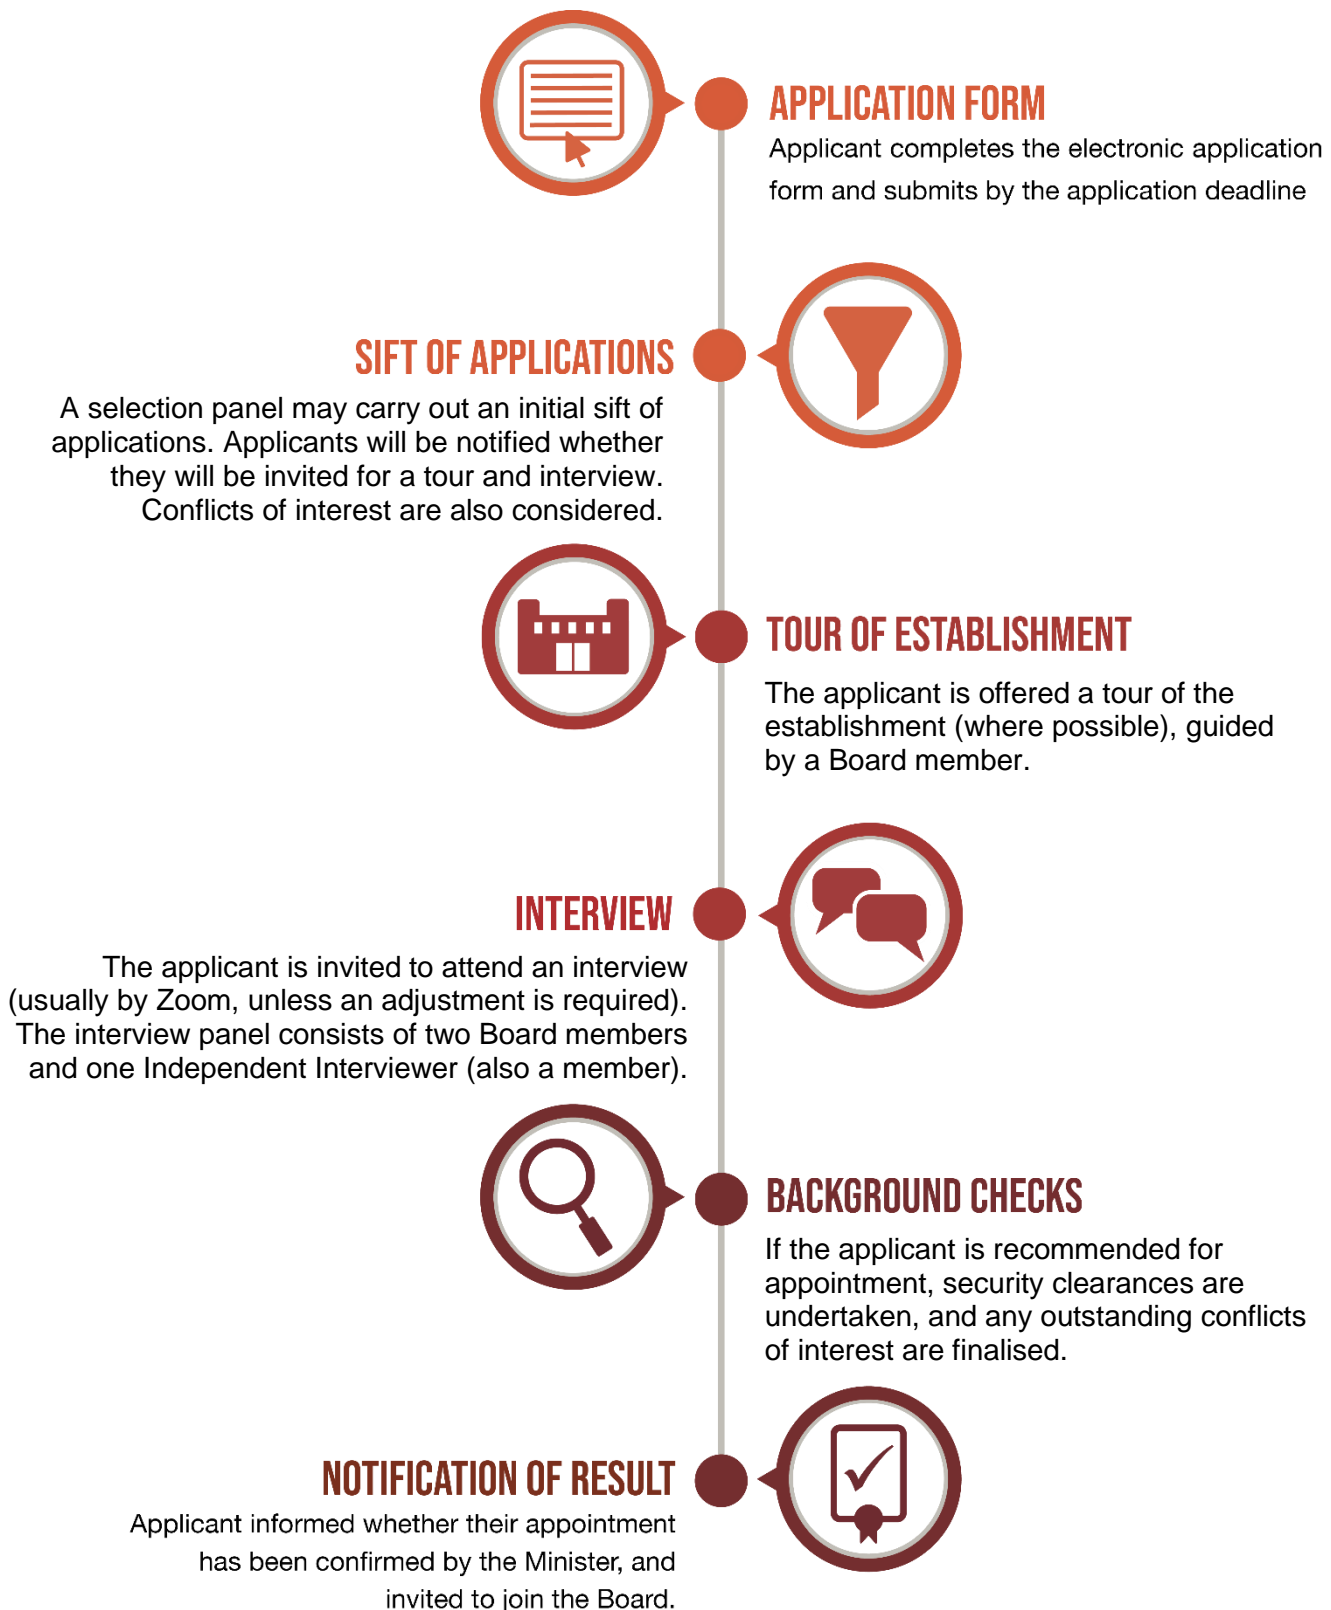 APPLICATION FORM
Applicant completes the electronic application
form and submits by the application deadline
SIFT OF APPLICATIONS
A selection panel may carry out an initial sift of
applications. Applicants will be notified whether
they will be invited for a tour and interview.
Conflicts of interest are also considered.
TOUR OF ESTABLISHMENT
The applicant is offered a tour of the
establishment (where possible), guided
by a Board member.
INTERVIEW
The applicant is invited to attend an interview
(usually by Zoom, unless an adjustment is required).
The interview panel consists of two Board members
and one Independent Interviewer (also a member).
BACKGROUND CHECKS
If the applicant is recommended for
appointment, security clearances are
undertaken, and any outstanding conflicts
of interest are finalised.
NOTIFICATION OF RESULT
Applicant informed whether their appointment
has been confirmed by the Minister, and
invited to join the Board.